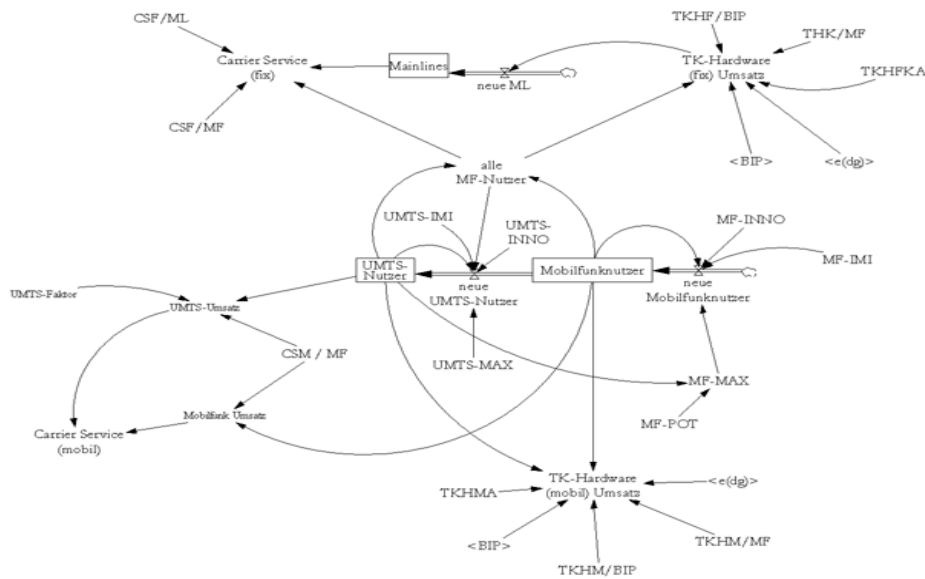 CSF/ML
TKHF/BIP
THK/MF
Carrier Service
(fix)
Mainlines
neue ML
TK-Hardware
(fix) Umsatz
TKHFKA
CSF/MF
<BIP>
<e(dg)>
alle
MF-Nutzer
UMTS-IMI
UMTS-
INNO
MF-INNO
MF-IMI
UMTS-
Nutzer
neue
UMTS-Nutzer
Mobilfunknutzer
neue
Mobilfunknutzer
UMTS-Faktor
UMTS-Umsatz
CSM / MF
UMTS-MAX
MF-MAX
MF-POT
Mobilfunk Umsatz
Carrier Service
(mobil)
TK-Hardware
(mobil) Umsatz
TKHMA
<e(dg)>
<BIP>
TKHM/BIP
TKHM/MF